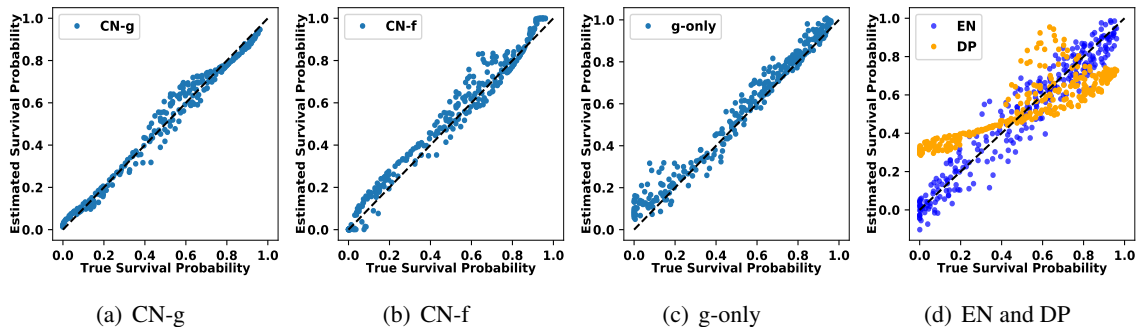 CN-g
Estimated Survival Probability
1.0
0.8
0.6
0.4
0.2
0.0
0.0 0.2 0.4 0.6 0.8 1.0
True Survival Probability
(a) CN-g
CN-f
Estimated Survival Probability
1.0
0.8
0.6
0.4
0.2
0.0
0.0 0.2 0.4 0.6 0.8 1.0
True Survival Probability
(b) CN-f
g-only
Estimated Survival Probability
1.0
0.8
0.6
0.4
0.2
0.0
0.0 0.2 0.4 0.6 0.8 1.0
True Survival Probability
(c) g-only
EN
DP
Estimated Survival Probability
1.0
0.8
0.6
0.4
0.2
0.0
0.0 0.2 0.4 0.6 0.8 1.0
True Survival Probability
(d) EN and DP